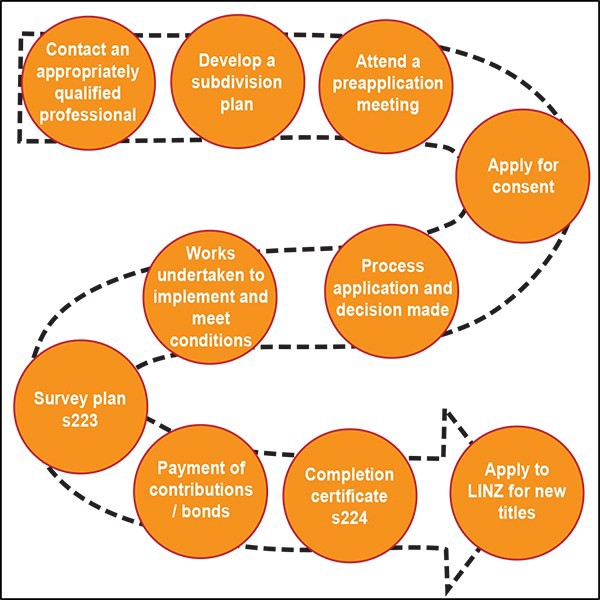 Contact an
appropriately
qualified
professional
Develop a
subdivision
plan
Attend a
preapplication
meeting
Apply for
consent
Process
application and
decision made
Works
undertaken to
implement and
meet
conditions
Survey plan
s223
Payment of
contributions
/ bonds
Completion
certificate
s224
Apply to
LINZ for new
titles